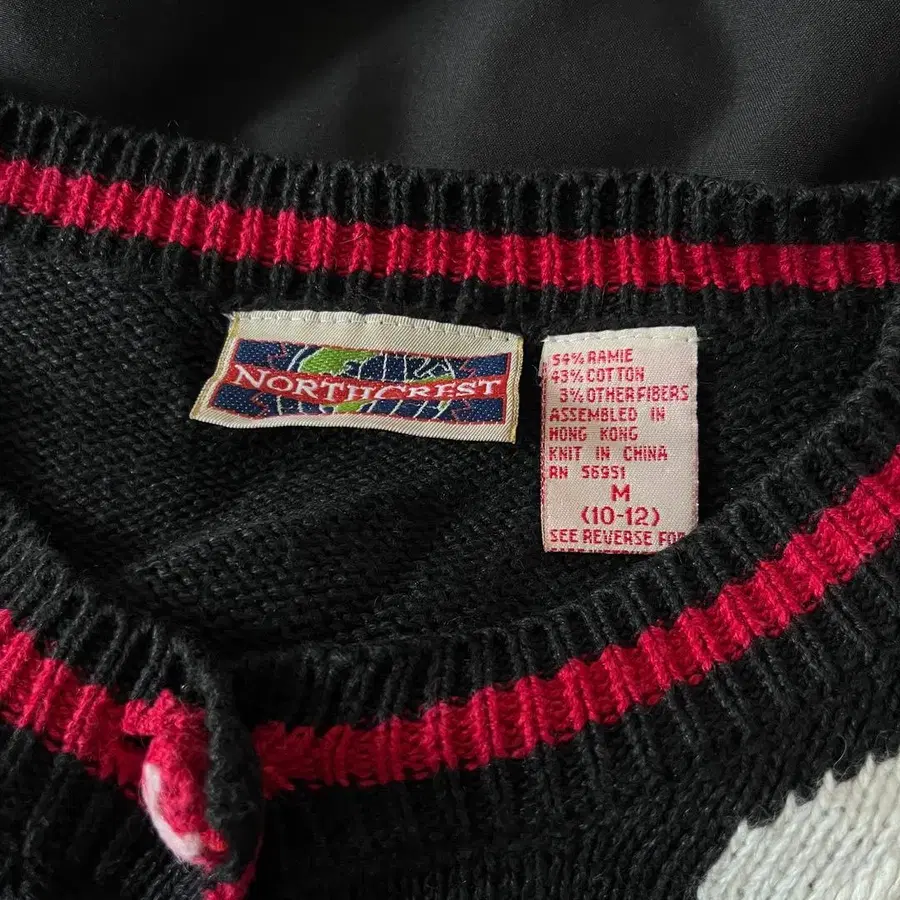 NORTHCREST
54% RAMIE
43% COTTON
3% OTHER FIBERS
ASSEMBLED IN
HONG KONG
KNIT IN CHINA
RN 56951
M
(10-12)
SEE REVERSE FOR